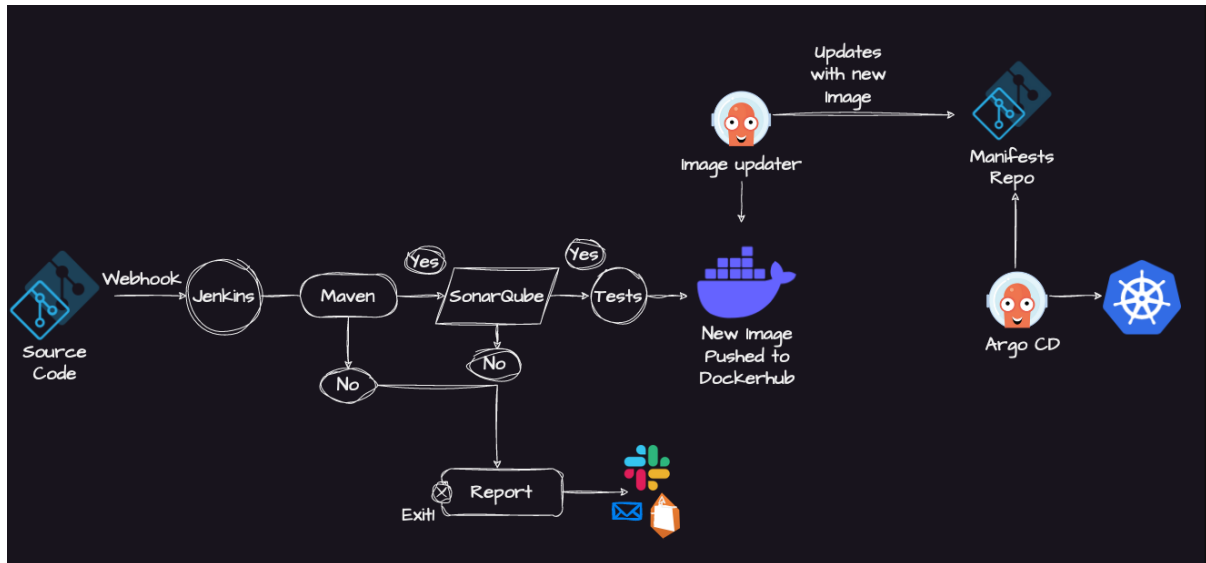 Updates
with new
Image
Image updater
Manifests
Repo
Webhook
Jenkins
Maven
Yes
SonarQube
Yes
Tests
Source
Code
No
No
New Image
Pushed to
Dockerhub
Argo CD
Report
Exit!